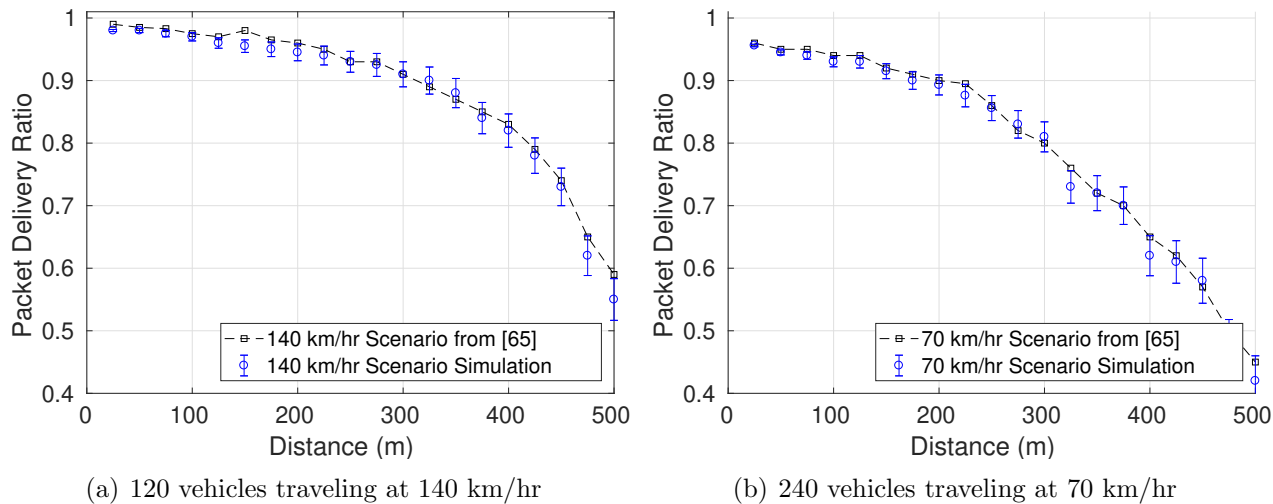 Packet Delivery Ratio
1
0.9
0.8
0.7
0.6
0.5
0.4
0 100 200 300 400 500
Distance (m)
140 km/hr Scenario from [65]
140 km/hr Scenario Simulation
(a) 120 vehicles traveling at 140 km/hr
Packet Delivery Ratio
1
0.9
0.8
0.7
0.6
0.5
0.4
0 100 200 300 400 500
Distance (m)
70 km/hr Scenario from [65]
70 km/hr Scenario Simulation
(b) 240 vehicles traveling at 70 km/hr